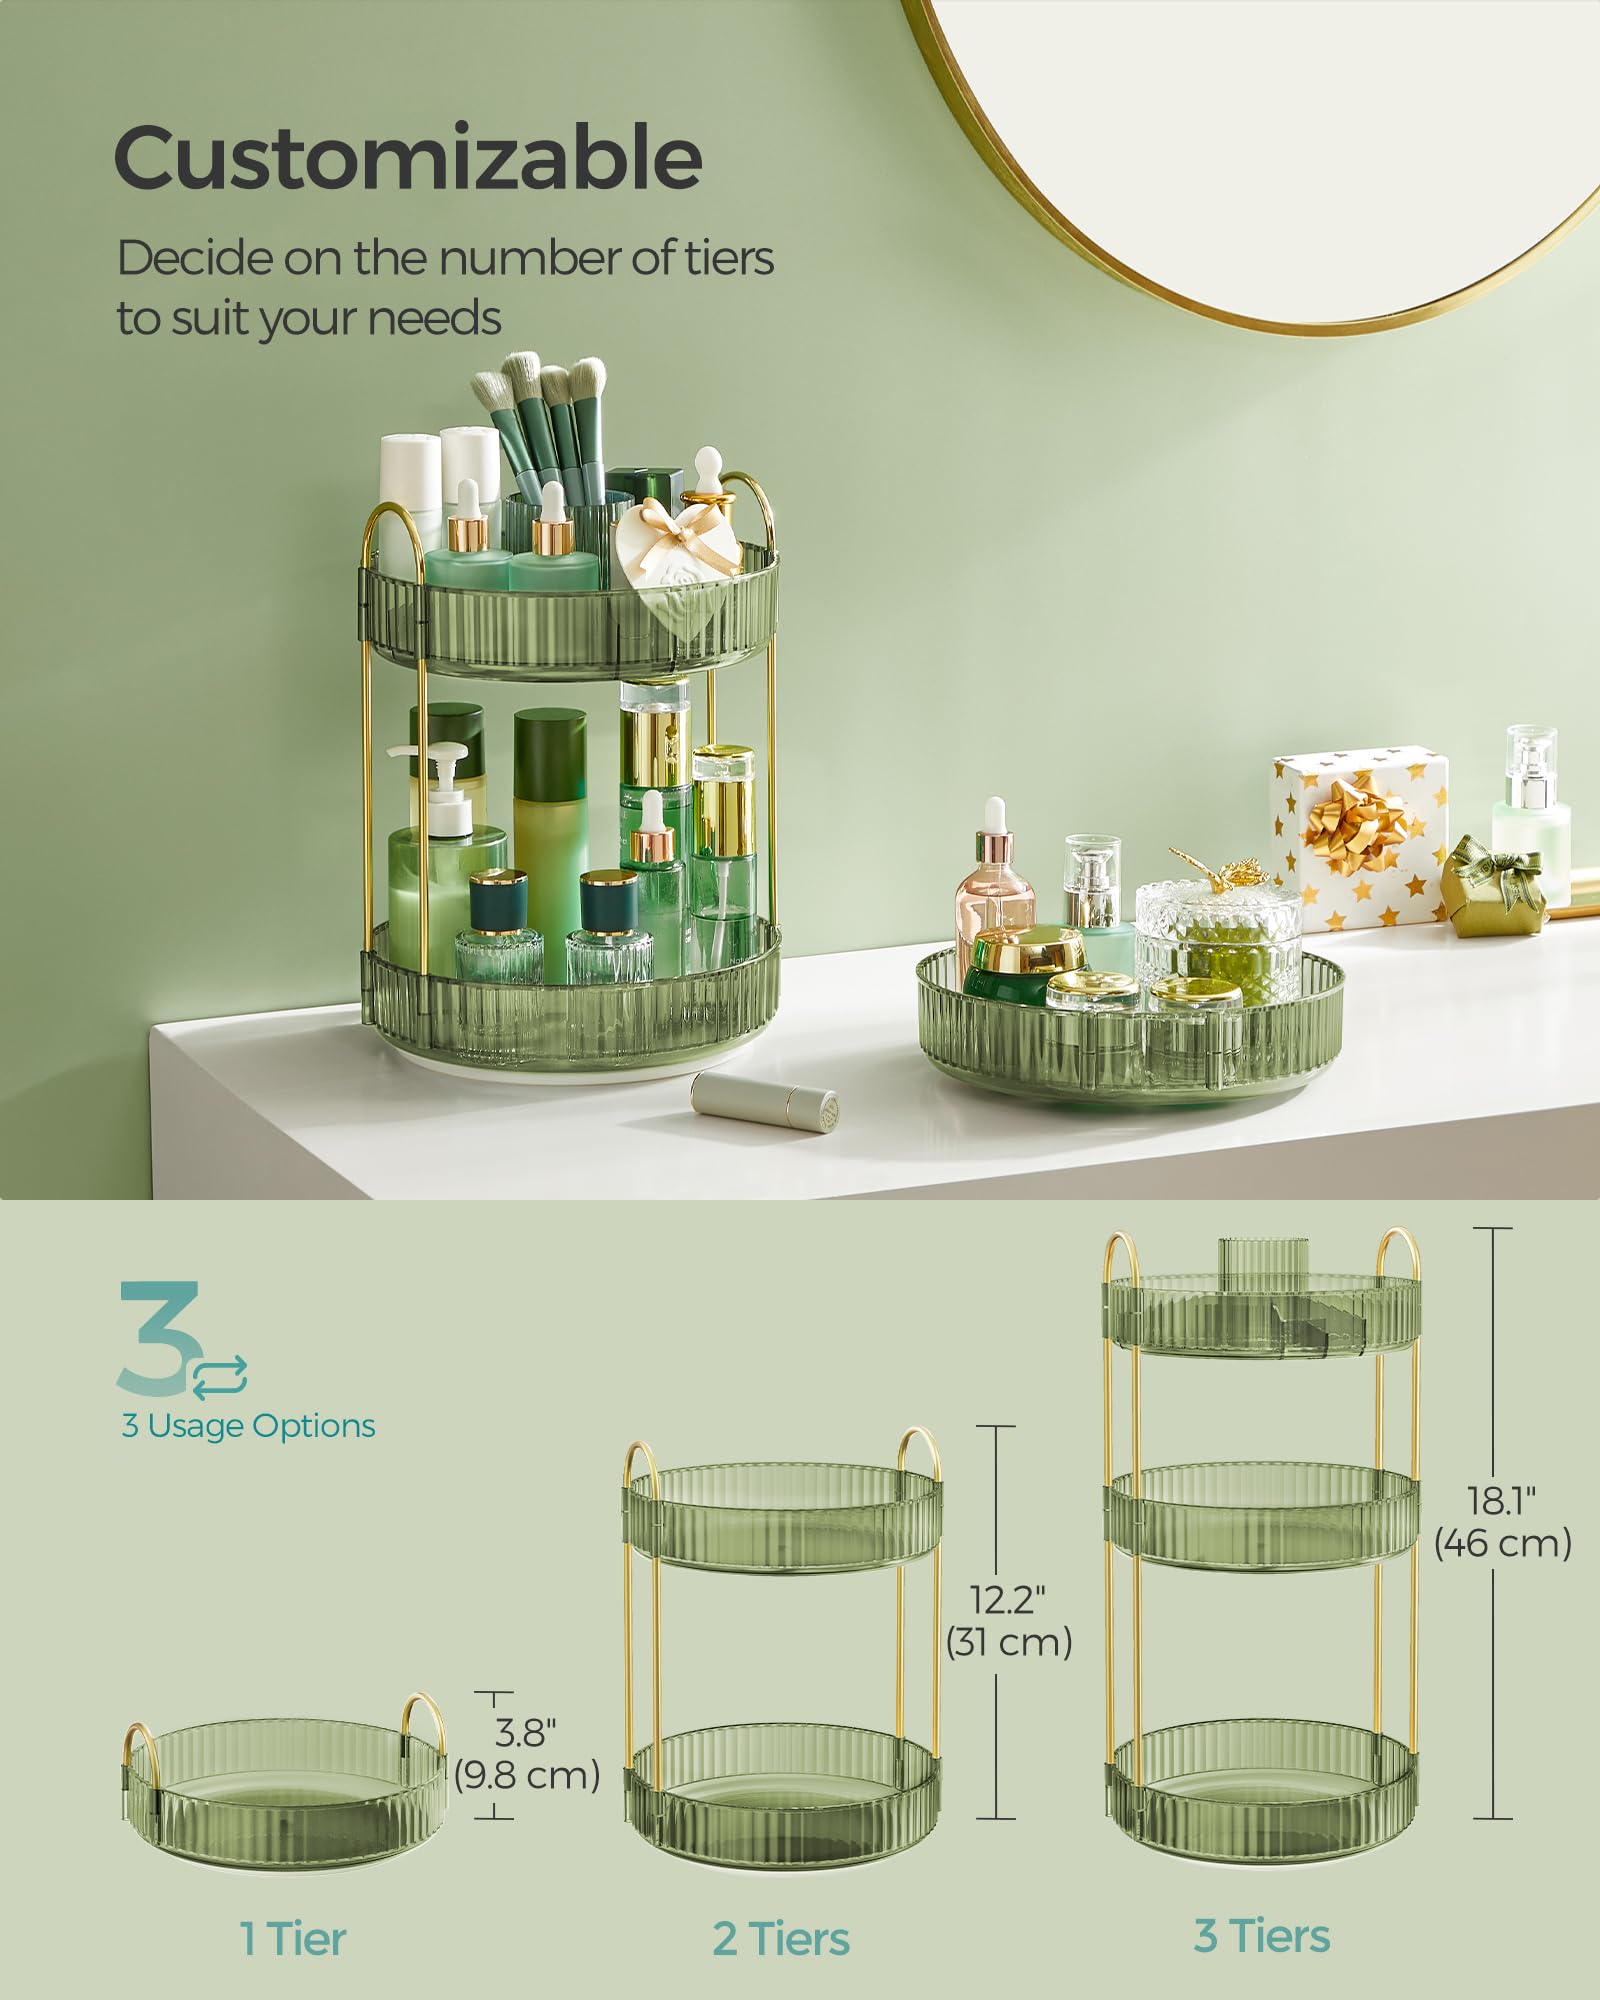 Customizable
Decide on the number of tiers
to suit your needs
3
3 Usage Options
3.8"
(9.8 cm)
12.2"
(31 cm)
18.1"
(46 cm)
1 Tier
2 Tiers
3 Tiers